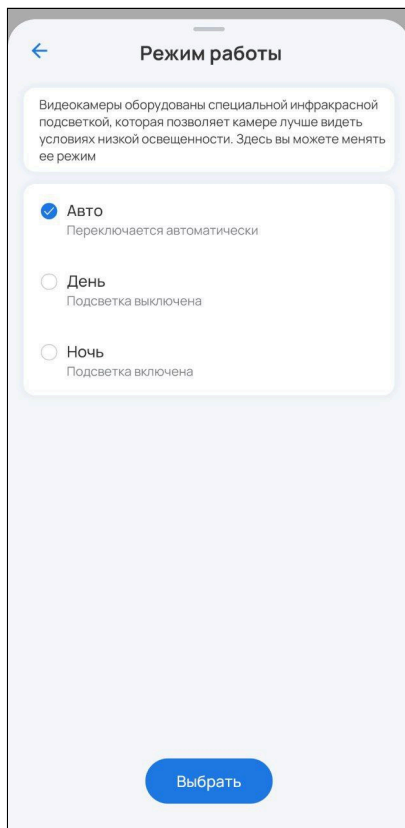 Режим работы
Видеокамеры оборудованы специальной инфракрасной
подсветкой, которая позволяет камере лучше видеть
условиях низкой освещенности. Здесь вы можете менять
ее режим
Авто
Переключается автоматически
День
Подсветка выключена
Ночь
Подсветка включена
Выбрать